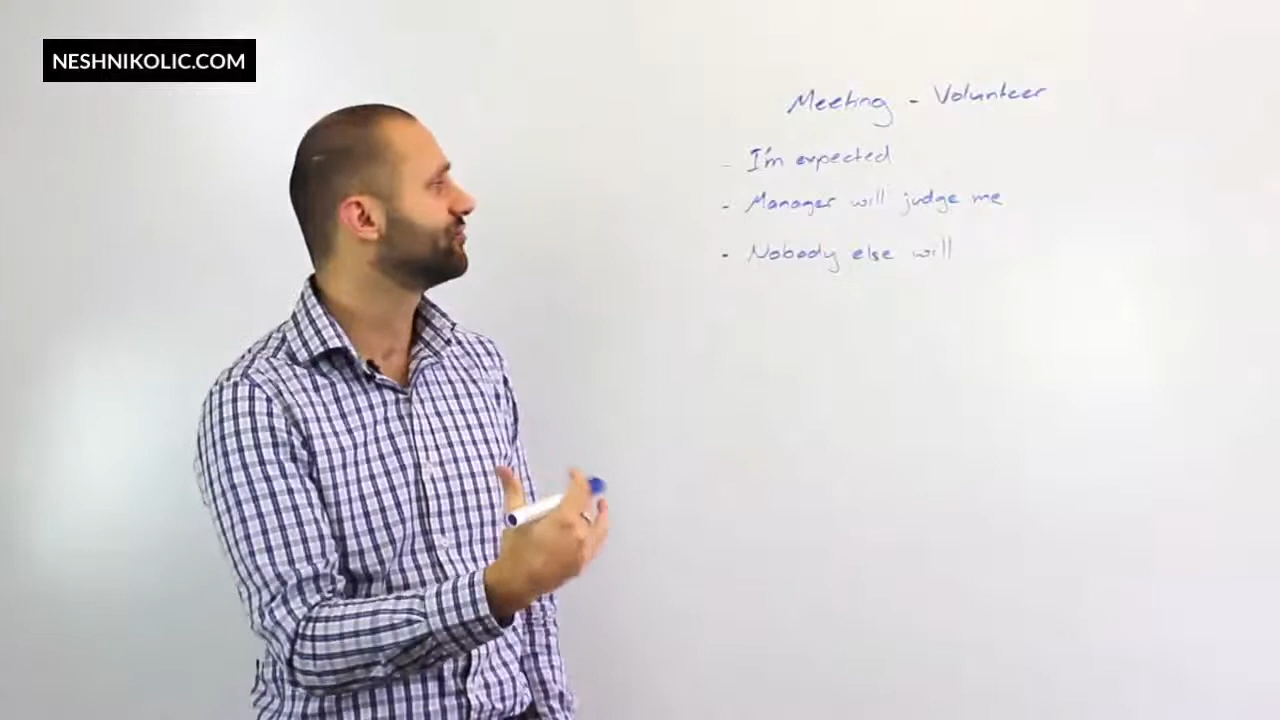 NESHNIKOLIC.COM
Meeting - Volunteer
- I'm expected
- Manager will judge me
- Nobody else will